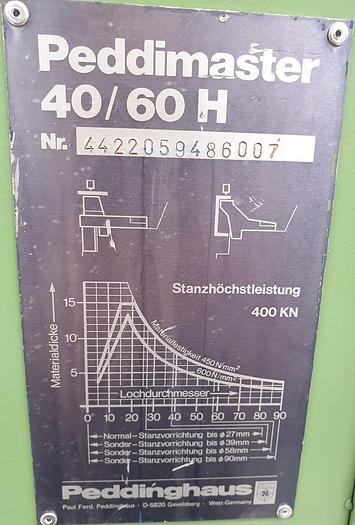 Peddimaster
40/60 H
Nr. 4422059486007
Stanzhöchstleistung
400 KN
Materialdicke
15
10
5
Materialfestigkeit 450 N/mm²
600 N/mm²
Lochdurchmesser
0 10 20 30 40 50 60 70 80 90
Normal-Stanzvorrichtung bis ø 27mm
Sonder-Stanzvorrichtung bis ø 39mm
Sonder-Stanzvorrichtung bis ø 58mm
Sonder-Stanzvorrichtung bis ø 90mm
Peddinghaus
Paul Ferd. Peddinghaus · D-5820 Gevelsberg · West-Germany